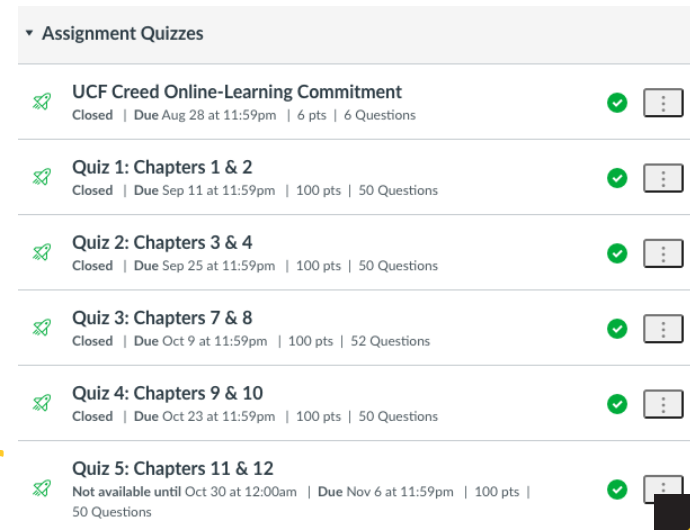 Assignment Quizzes
UCF Creed Online-Learning Commitment
Closed | Due Aug 28 at 11:59pm | 6 pts | 6 Questions
Quiz 1: Chapters 1 & 2
Closed | Due Sep 11 at 11:59pm | 100 pts | 50 Questions
Quiz 2: Chapters 3 & 4
Closed | Due Sep 25 at 11:59pm | 100 pts | 50 Questions
Quiz 3: Chapters 7 & 8
Closed | Due Oct 9 at 11:59pm | 100 pts | 52 Questions
Quiz 4: Chapters 9 & 10
Closed | Due Oct 23 at 11:59pm | 100 pts | 50 Questions
Quiz 5: Chapters 11 & 12
Not available until Oct 30 at 12:00am | Due Nov 6 at 11:59pm | 100 pts |
50 Questions